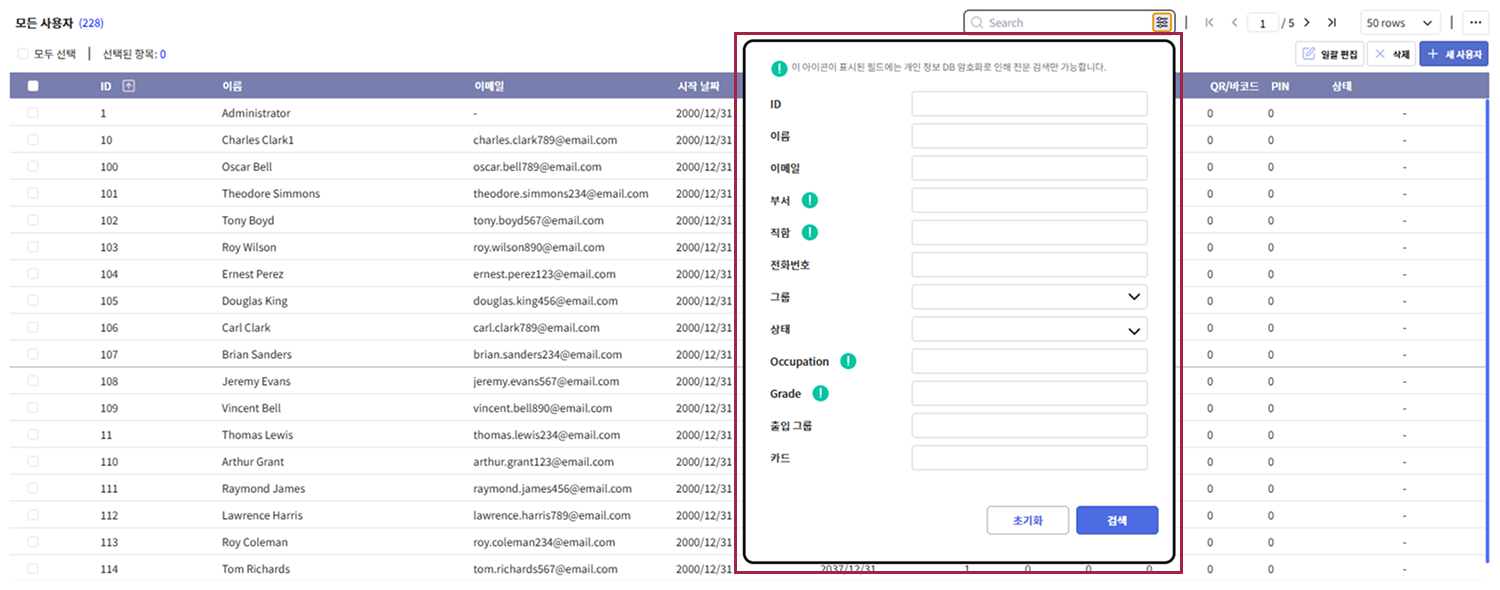 모든 사용자 (228)
Search
1 / 5
50 rows
모두 선택 | 선택된 항목: 0
일괄 편집
삭제
새 사용자
ID 이름 이메일 시작 날짜 QR/바코드 PIN 상태
1 Administrator - 2000/12/31 0 0 -
10 Charles Clark1 charles.clark789@email.com 2000/12/31 0 0 -
100 Oscar Bell oscar.bell789@email.com 2000/12/31 0 0 -
101 Theodore Simmons theodore.simmons234@email.com 2000/12/31 0 0 -
102 Tony Boyd tony.boyd567@email.com 2000/12/31 0 0 -
103 Roy Wilson roy.wilson890@email.com 2000/12/31 0 0 -
104 Ernest Perez ernest.perez123@email.com 2000/12/31 0 0 -
105 Douglas King douglas.king456@email.com 2000/12/31 0 0 -
106 Carl Clark carl.clark789@email.com 2000/12/31 0 0 -
107 Brian Sanders brian.sanders234@email.com 2000/12/31 0 0 -
108 Jeremy Evans jeremy.evans567@email.com 2000/12/31 0 0 -
109 Vincent Bell vincent.bell890@email.com 2000/12/31 0 0 -
11 Thomas Lewis thomas.lewis234@email.com 2000/12/31 0 0 -
110 Arthur Grant arthur.grant123@email.com 2000/12/31 0 0 -
111 Raymond James raymond.james456@email.com 2000/12/31 0 0 -
112 Lawrence Harris lawrence.harris789@email.com 2000/12/31 0 0 -
113 Roy Coleman roy.coleman234@email.com 2000/12/31 0 0 -
114 Tom Richards tom.richards567@email.com 2000/12/31 2037/12/31 1 0 0 0 0 0 -
이 아이콘이 표시된 필드에는 개인 정보 DB 암호화로 인해 전문 검색만 가능합니다.
ID
이름
이메일
부서
직함
전화번호
그룹
상태
Occupation
Grade
출입 그룹
카드
초기화
검색